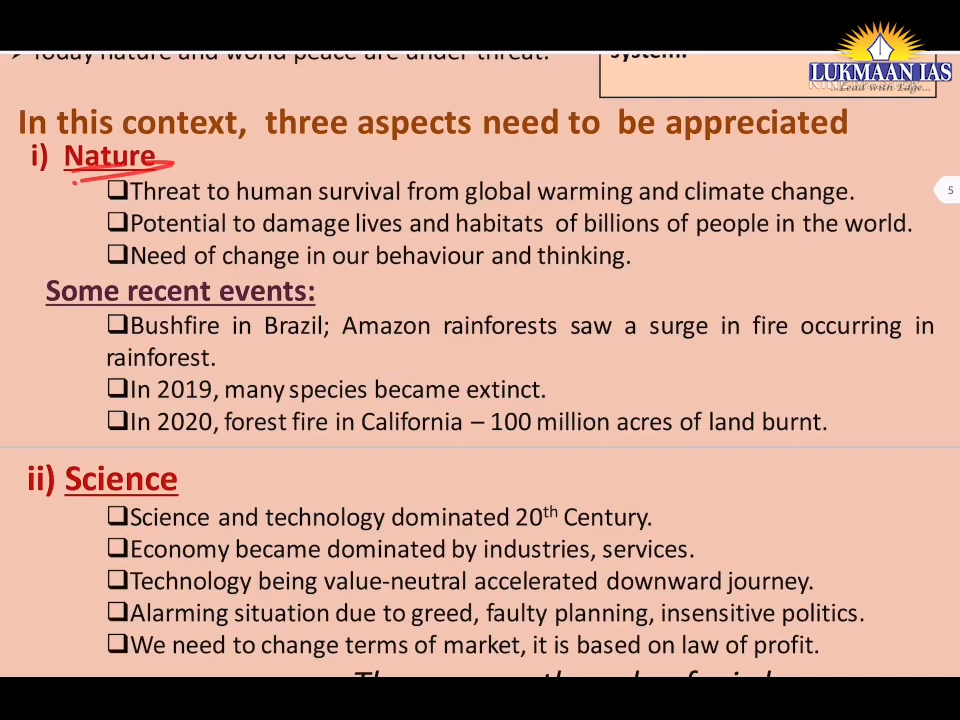 Today nature and world peace are under threat.
system.
LUKMAAN IAS
...Lead with Edge...
In this context, three aspects need to be appreciated
i) Nature
❑Threat to human survival from global warming and climate change.
5
❑Potential to damage lives and habitats of billions of people in the world.
❑Need of change in our behaviour and thinking.
Some recent events:
❑Bushfire in Brazil; Amazon rainforests saw a surge in fire occurring in
rainforest.
❑In 2019, many species became extinct.
❑In 2020, forest fire in California – 100 million acres of land burnt.
ii) Science
❑Science and technology dominated 20th Century.
❑Economy became dominated by industries, services.
❑Technology being value-neutral accelerated downward journey.
❑Alarming situation due to greed, faulty planning, insensitive politics.
❑We need to change terms of market, it is based on law of profit.